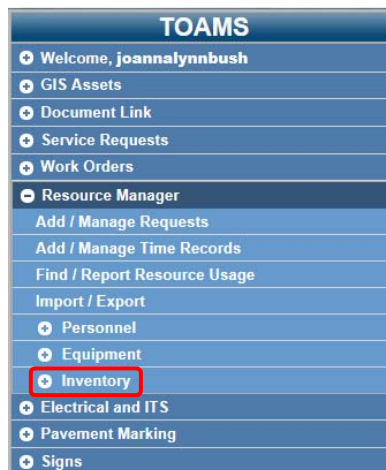 TOAMS
Welcome, joannalynnbush
GIS Assets
Document Link
Service Requests
Work Orders
Resource Manager
Add / Manage Requests
Add / Manage Time Records
Find / Report Resource Usage
Import / Export
Personnel
Equipment
Inventory
Electrical and ITS
Pavement Marking
Signs